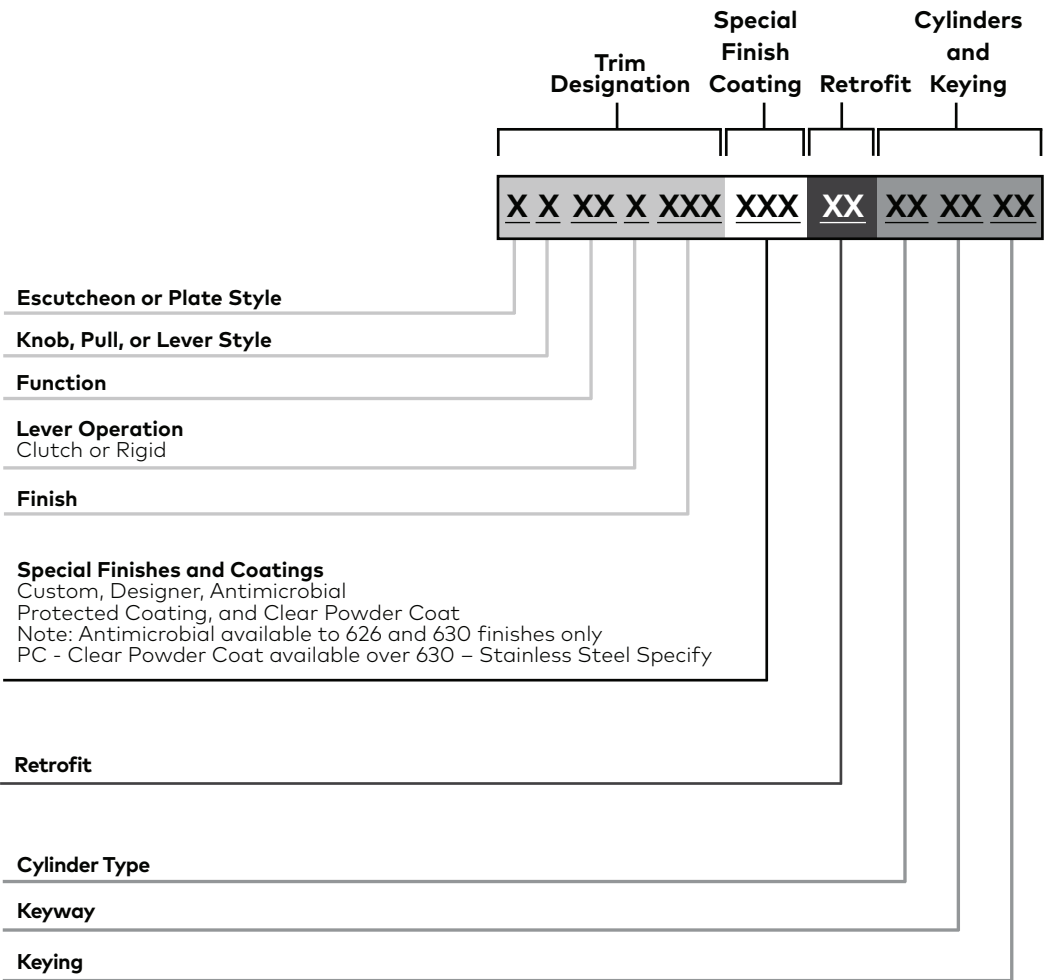 Trim
Designation
Special
Finish
Coating
Retrofit
Cylinders
and
Keying
X X XX X XXX XXX XX XX XX XX
Escutcheon or Plate Style
Knob, Pull, or Lever Style
Function
Lever Operation
Clutch or Rigid
Finish
Special Finishes and Coatings
Custom, Designer, Antimicrobial
Protected Coating, and Clear Powder Coat
Note: Antimicrobial available to 626 and 630 finishes only
PC - Clear Powder Coat available over 630 – Stainless Steel Specify
Retrofit
Cylinder Type
Keyway
Keying